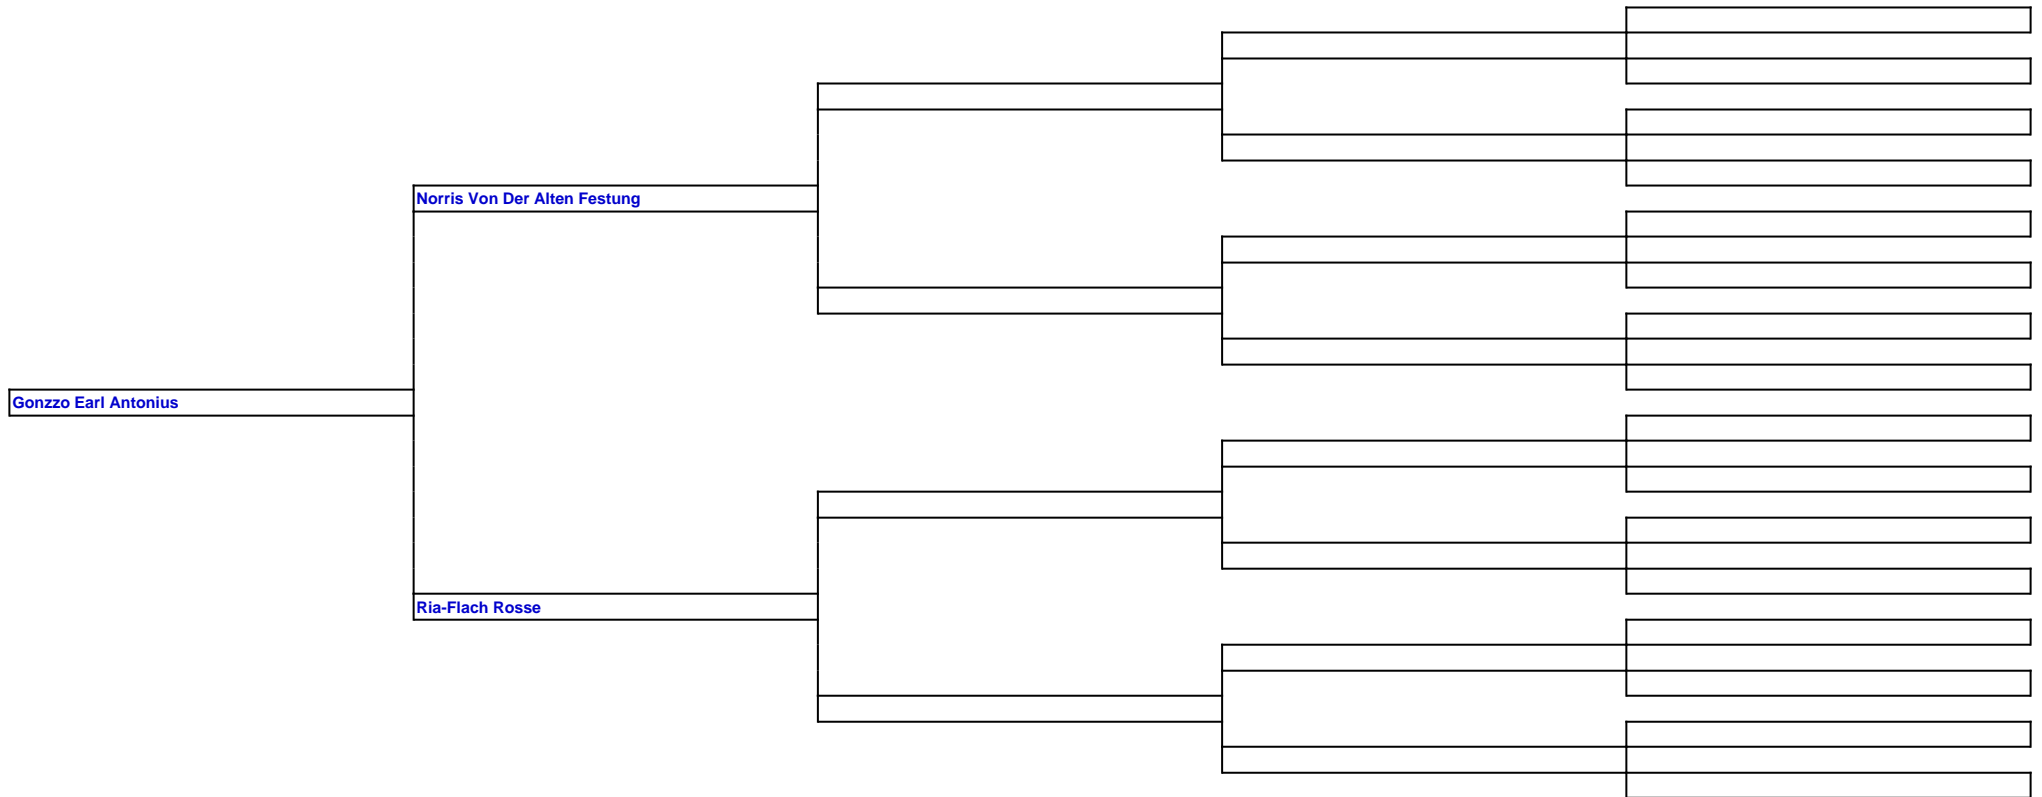 Norris Von Der Alten Festung
Gonzzo Earl Antonius
Ria-Flach Rosse